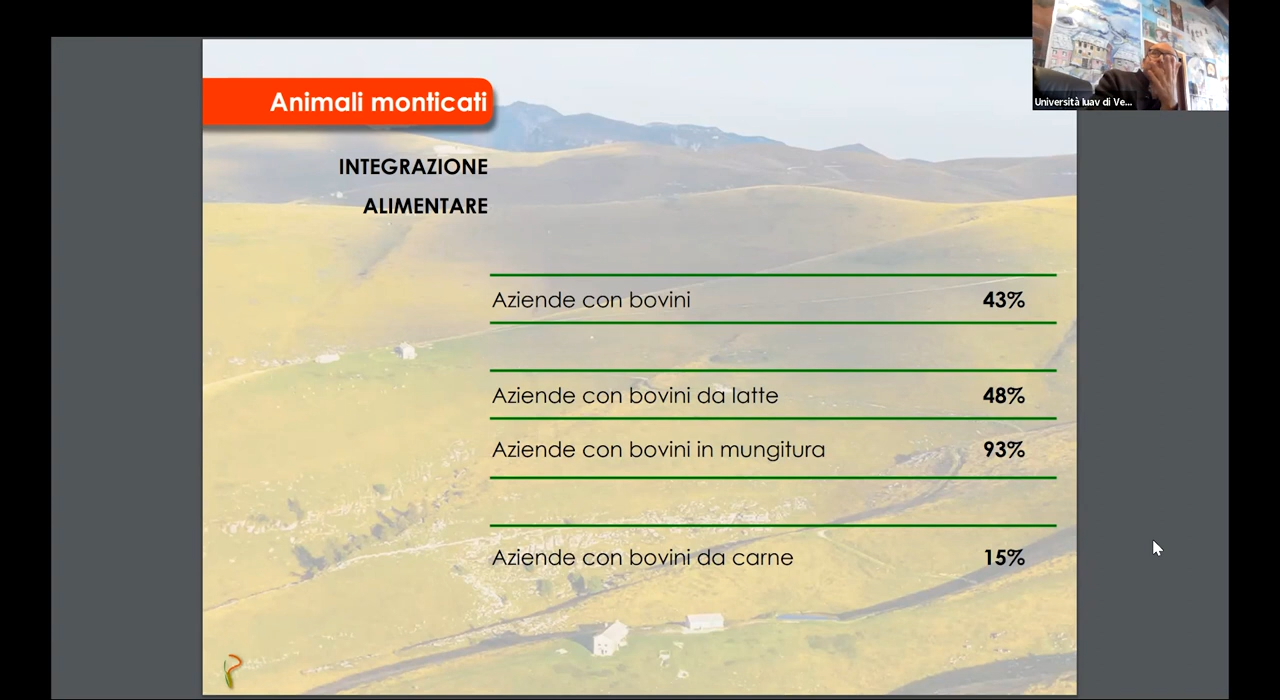 Università Iuav di Ve...
Animali monticati
INTEGRAZIONE
ALIMENTARE
Aziende con bovini 43%
Aziende con bovini da latte 48%
Aziende con bovini in mungitura 93%
Aziende con bovini da carne 15%